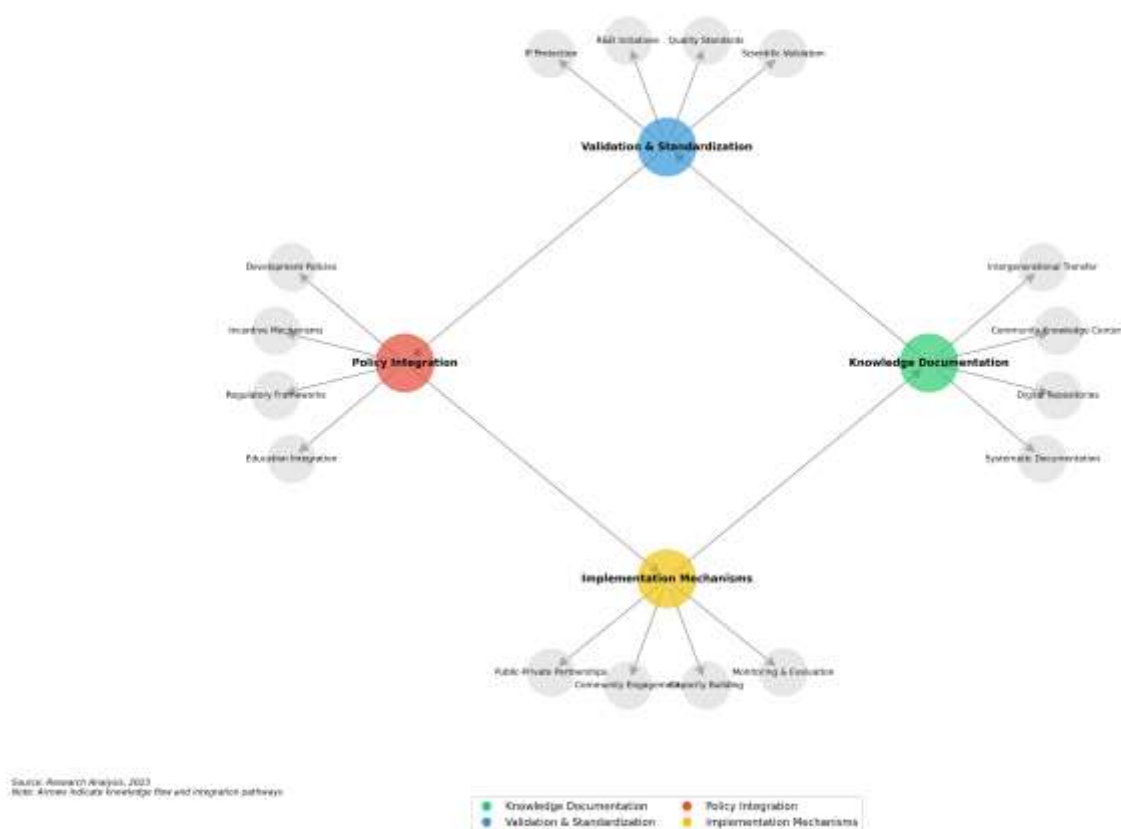 R&D Initiatives
Quality Standards
IP Protection
Scientific Validation
Validation & Standardization
Development Policies
Intergenerational Transfer
Incentive Mechanisms
Community Knowledge
Policy Integration
Knowledge Documentation
Regulatory Frameworks
Digital Repositories
Education Integration
Systematic Documentation
Implementation Mechanisms
Public-Private Partnerships
Monitoring & Evaluation
Community Engagement
Capacity Building
Source: Research Analysis, 2023
Note: Arrows indicate knowledge flow and integration pathways
Knowledge Documentation
Policy Integration
Validation & Standardization
Implementation Mechanisms